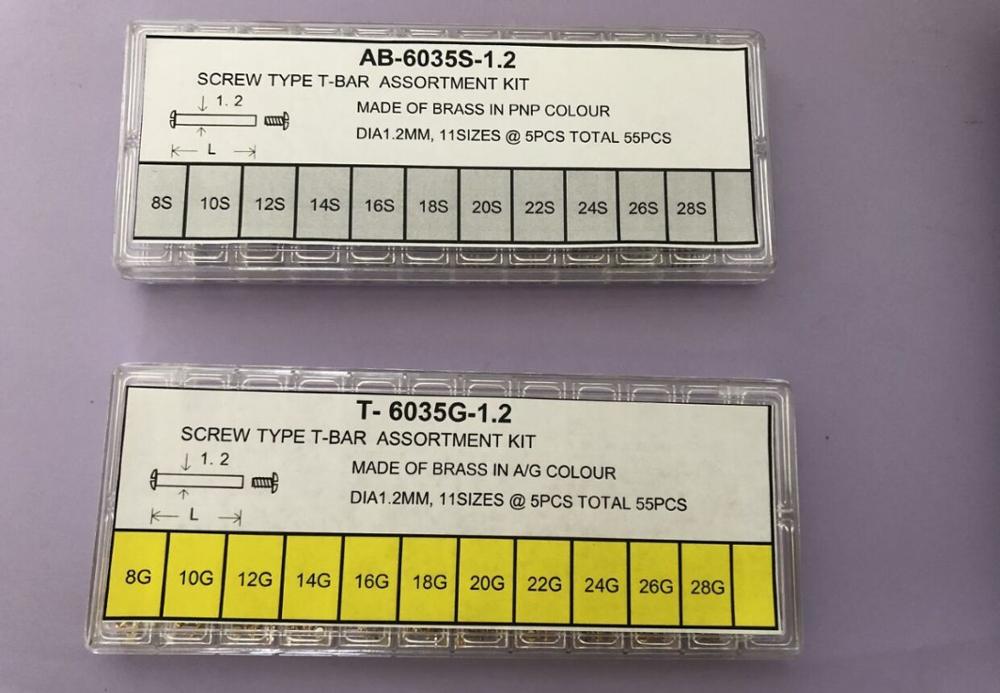 AB-6035S-1.2
SCREW TYPE T-BAR ASSORTMENT KIT
1. 2
MADE OF BRASS IN PNP COLOUR
DIA1.2MM, 11SIZES @ 5PCS TOTAL 55PCS
L
8S 10S 12S 14S 16S 18S 20S 22S 24S 26S 28S
T- 6035G-1.2
SCREW TYPE T-BAR ASSORTMENT KIT
1. 2
MADE OF BRASS IN A/G COLOUR
DIA1.2MM, 11SIZES @ 5PCS TOTAL 55PCS
L
8G 10G 12G 14G 16G 18G 20G 22G 24G 26G 28G